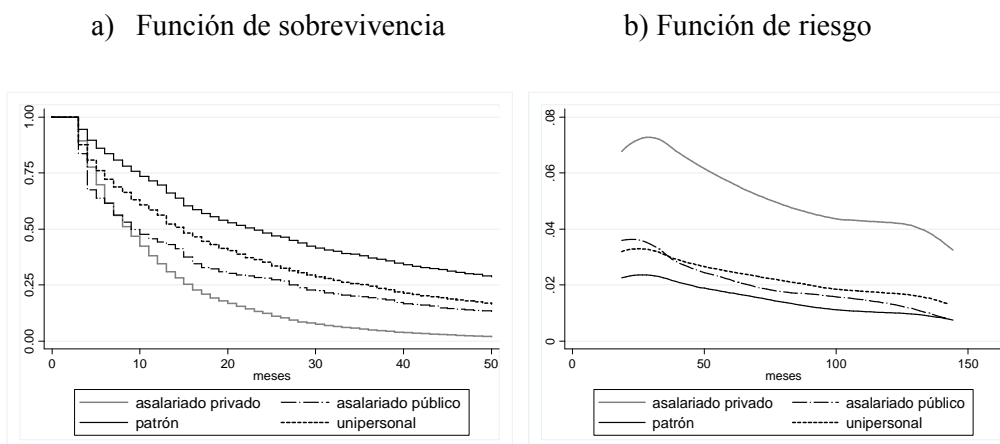 a) Función de sobrevivencia
b) Función de riesgo
1.00
0.75
0.50
0.25
0.00
0 10 20 30 40 50
meses
asalariado privado asalariado público
patrón unipersonal
.08
.06
.04
.02
0
0 50 100 150
meses
asalariado privado asalariado público
patrón unipersonal